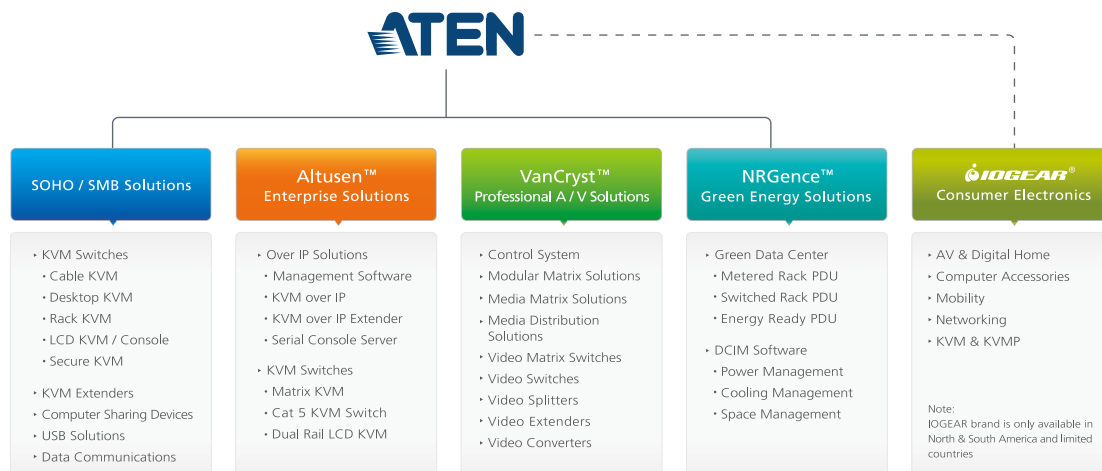 ATEN
SOHO / SMB Solutions
‣ KVM Switches
• Cable KVM
• Desktop KVM
• Rack KVM
• LCD KVM / Console
• Secure KVM
‣ KVM Extenders
‣ Computer Sharing Devices
‣ USB Solutions
‣ Data Communications
Altusen™
Enterprise Solutions
‣ Over IP Solutions
• Management Software
• KVM over IP
• KVM over IP Extender
• Serial Console Server
‣ KVM Switches
• Matrix KVM
• Cat 5 KVM Switch
• Dual Rail LCD KVM
VanCryst™
Professional A / V Solutions
‣ Control System
‣ Modular Matrix Solutions
‣ Media Matrix Solutions
‣ Media Distribution
Solutions
‣ Video Matrix Switches
‣ Video Switches
‣ Video Splitters
‣ Video Extenders
‣ Video Converters
NRGence™
Green Energy Solutions
‣ Green Data Center
• Metered Rack PDU
• Switched Rack PDU
• Energy Ready PDU
‣ DCIM Software
• Power Management
• Cooling Management
• Space Management
IOGEAR®
Consumer Electronics
‣ AV & Digital Home
‣ Computer Accessories
‣ Mobility
‣ Networking
‣ KVM & KVMP
Note:
IOGEAR brand is only available in
North & South America and limited
countries